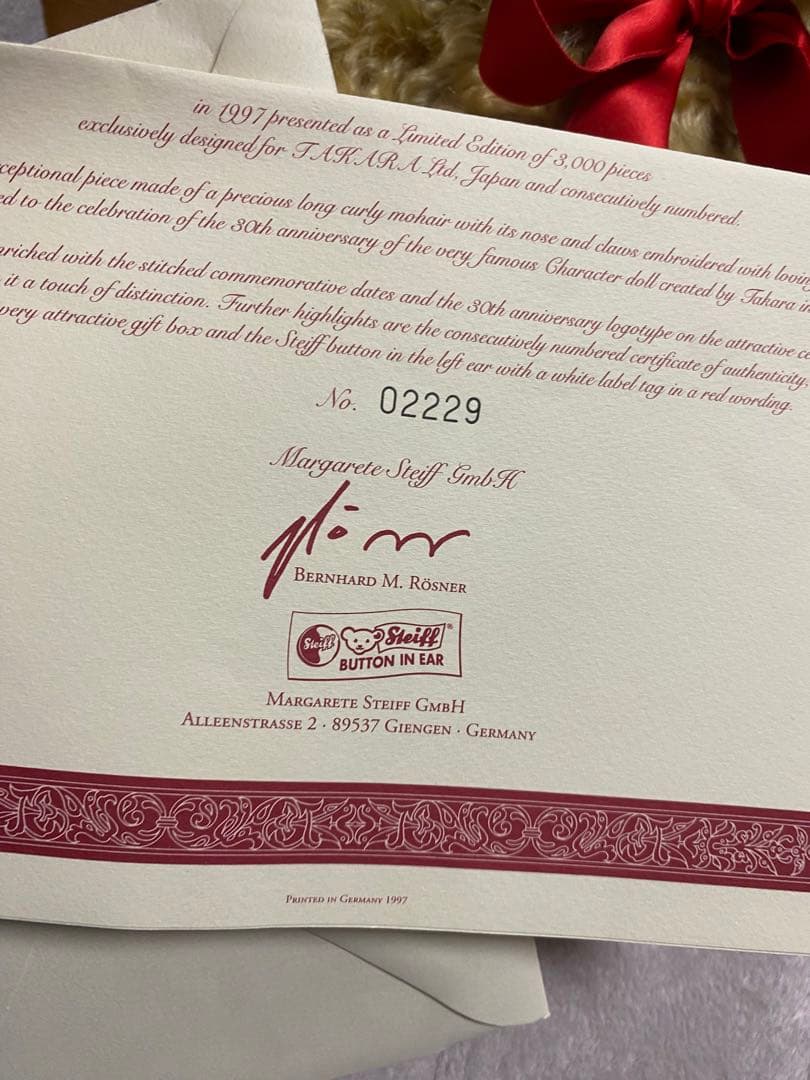 in 1997 presented as a Limited Edition of 3,000 pieces
exclusively designed for TAKARA Ltd, Japan and consecutively numbered.
ceptional piece made of a precious long curly mohair with its nose and claws embroidered with loving
ed to the celebration of the 30th anniversary of the very famous Character doll created by Takara in
riched with the stitched commemorative dates and the 30th anniversary logotype on the attractive ce
it a touch of distinction. Further highlights are the consecutively numbered certificate of authenticity.
very attractive gift box and the Steiff button in the left ear with a white label tag in a red wording.
No. 02229
Margarete Steiff GmbH
BERNHARD M. RÖSNER
Steiff Steiff®
BUTTON IN EAR
MARGARETE STEIFF GMBH
ALLEENSTRASSE 2 · 89537 GIENGEN · GERMANY
PRINTED IN GERMANY 1997